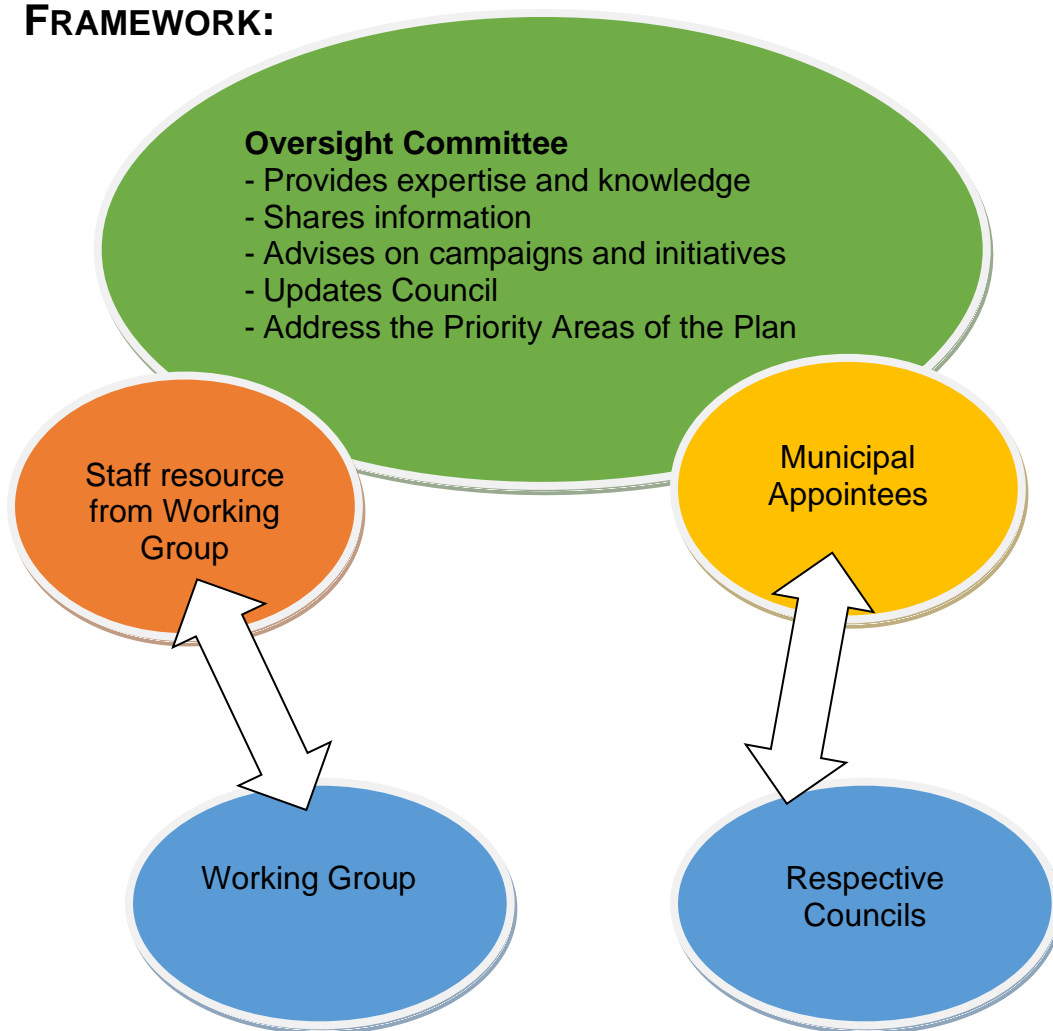 FRAMEWORK:
Oversight Committee
- Provides expertise and knowledge
- Shares information
- Advises on campaigns and initiatives
- Updates Council
- Address the Priority Areas of the Plan
Staff resource
from Working
Group
Municipal
Appointees
Working Group
Respective
Councils